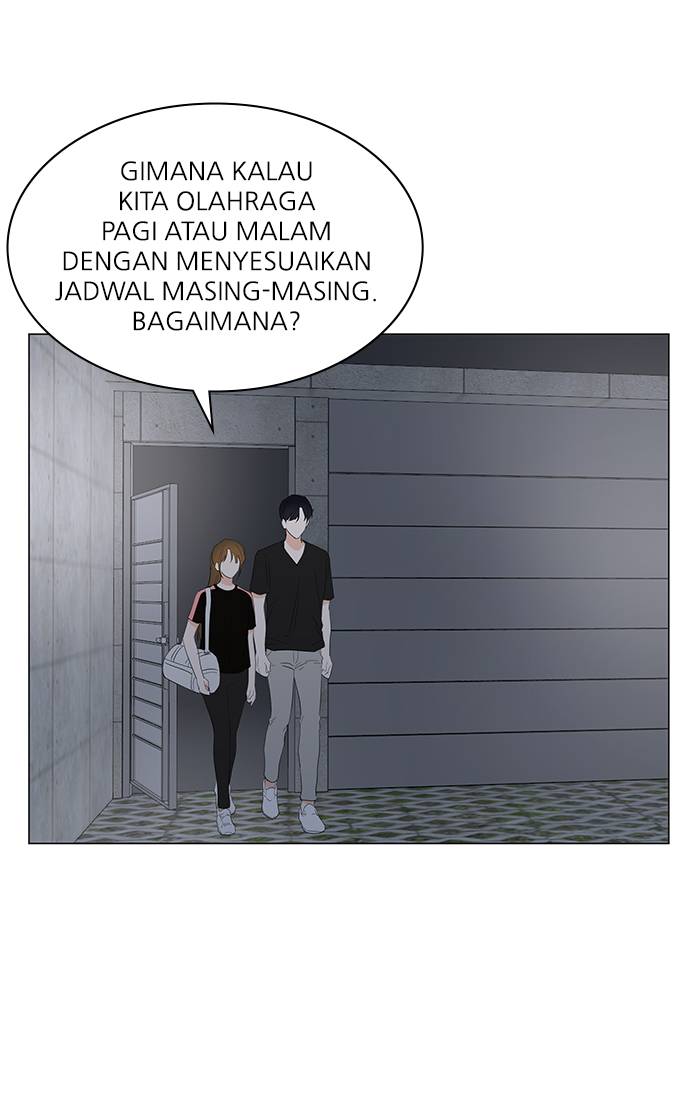 GIMANA KALAU
KITA OLAHRAGA
PAGI ATAU MALAM
DENGAN MENYESUAIKAN
JADWAL MASING-MASING.
BAGAIMANA?